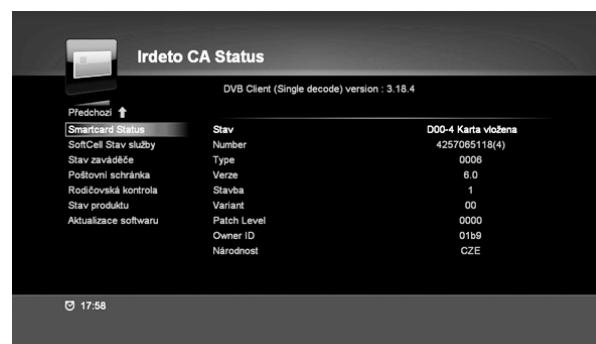 Irdeto CA Status
DVB Client (Single decode) version : 3.18.4
Předchozí
Smartcard Status Stav D00-4 Karta vložena
SoftCell Stav služby Number 4257065118(4)
Stav zaváděče Type 0006
Poštovní schránka Verze 6.0
Rodičovská kontrola Stavba 1
Stav produktu Variant 00
Aktualizace softwaru Patch Level 0000
Owner ID 01b9
Národnost CZE
17:58